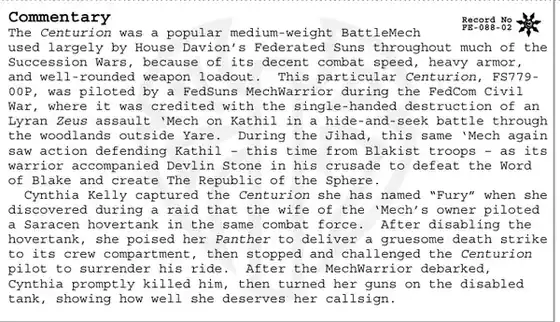 Commentary
Record No
FE-088-02
The Centurion was a popular medium-weight BattleMech
used largely by House Davion's Federated Suns throughout much of the
Succession Wars, because of its decent combat speed, heavy armor,
and well-rounded weapon loadout.  This particular Centurion, FS779-
00P, was piloted by a FedSuns MechWarrior during the FedCom Civil
War, where it was credited with the single-handed destruction of an
Lyran Zeus assault `Mech on Kathil in a hide-and-seek battle through
the woodlands outside Yare.  During the Jihad, this same `Mech again
saw action defending Kathil - this time from Blakist troops - as its
warrior accompanied Devlin Stone in his crusade to defeat the Word
of Blake and create The Republic of the Sphere.
Cynthia Kelly captured the Centurion she has named "Fury" when she
discovered during a raid that the wife of the `Mech's owner piloted
a Saracen hovertank in the same combat force.  After disabling the
hovertank, she poised her Panther to deliver a gruesome death strike
to its crew compartment, then stopped and challenged the Centurion
pilot to surrender his ride.  After the MechWarrior debarked,
Cynthia promptly killed him, then turned her guns on the disabled
tank, showing how well she deserves her callsign.